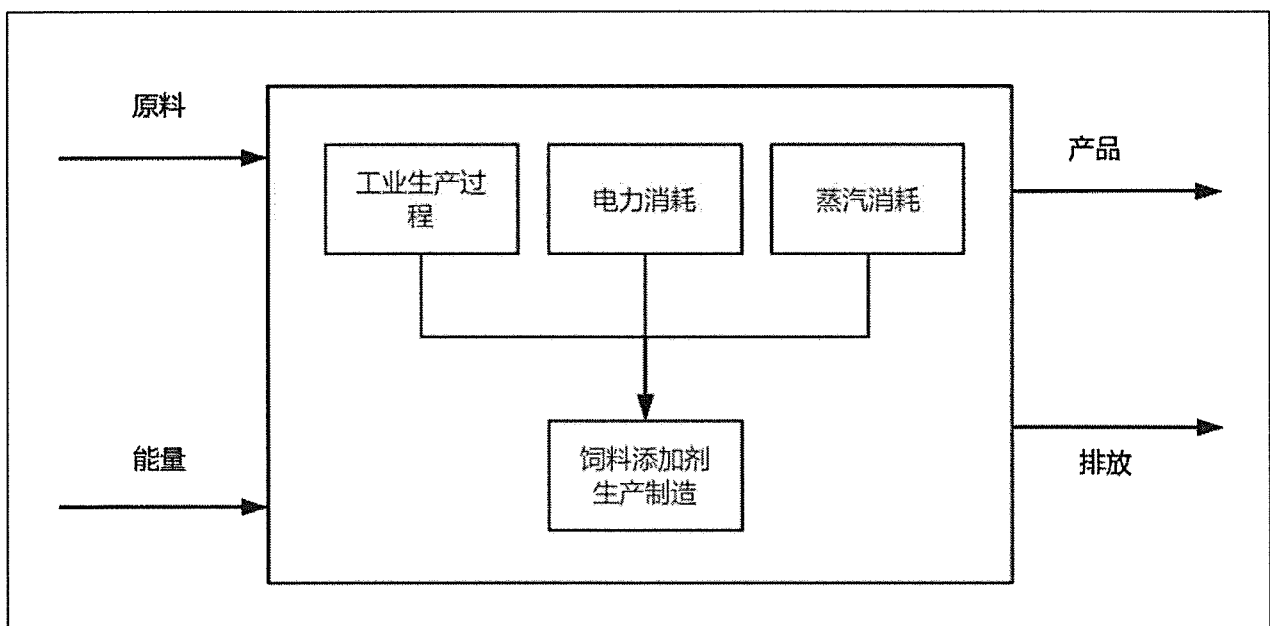 原料
产品
工业生产过
程
电力消耗
蒸汽消耗
能量
饲料添加剂
生产制造
排放